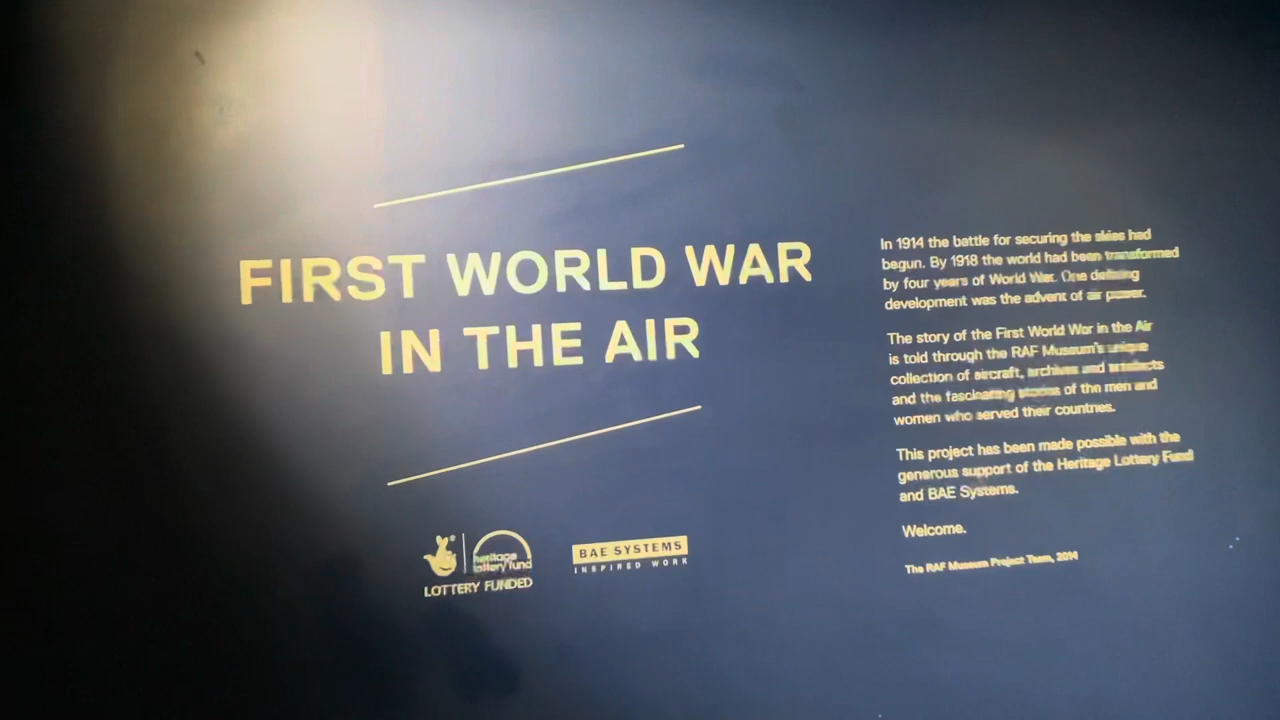 FIRST WORLD WAR
IN THE AIR
heritage
lottery fund
LOTTERY FUNDED
BAE SYSTEMS
INSPIRED WORK
In 1914 the battle for securing the skies had
begun. By 1918 the world had been transformed
by four years of World War. One defining
development was the advent of air power.
The story of the First World War in the Air
is told through the RAF Museum's unique
collection of aircraft, archives and artefacts
and the fascinating stories of the men and
women who served their countries.
This project has been made possible with the
generous support of the Heritage Lottery Fund
and BAE Systems.
Welcome.
The RAF Museum Project Team, 2014